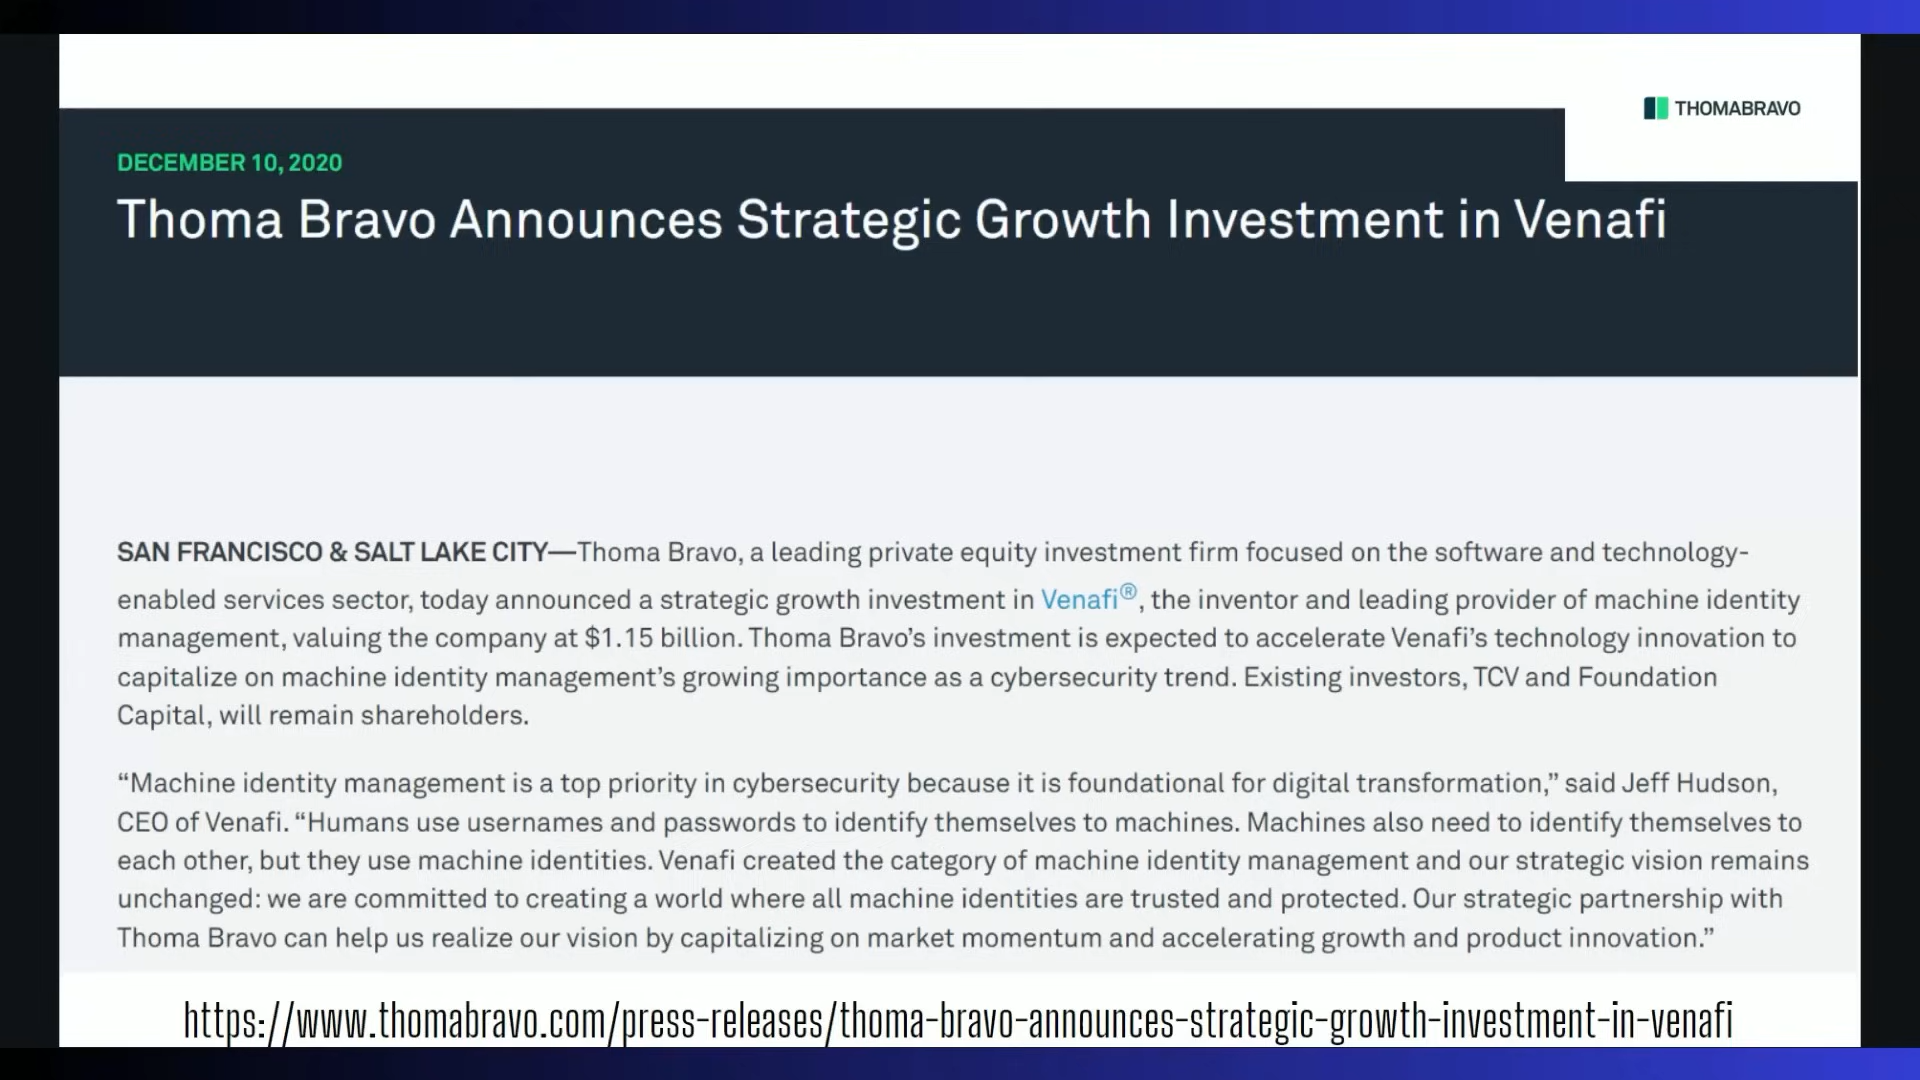 THOMABRAVO
DECEMBER 10, 2020
Thoma Bravo Announces Strategic Growth Investment in Venafi
SAN FRANCISCO & SALT LAKE CITY—Thoma Bravo, a leading private equity investment firm focused on the software and technology-
enabled services sector, today announced a strategic growth investment in Venafi®, the inventor and leading provider of machine identity
management, valuing the company at $1.15 billion. Thoma Bravo’s investment is expected to accelerate Venafi’s technology innovation to
capitalize on machine identity management’s growing importance as a cybersecurity trend. Existing investors, TCV and Foundation
Capital, will remain shareholders.
“Machine identity management is a top priority in cybersecurity because it is foundational for digital transformation,” said Jeff Hudson,
CEO of Venafi. “Humans use usernames and passwords to identify themselves to machines. Machines also need to identify themselves to
each other, but they use machine identities. Venafi created the category of machine identity management and our strategic vision remains
unchanged: we are committed to creating a world where all machine identities are trusted and protected. Our strategic partnership with
Thoma Bravo can help us realize our vision by capitalizing on market momentum and accelerating growth and product innovation.”
https://www.thomabravo.com/press-releases/thoma-bravo-announces-strategic-growth-investment-in-venafi